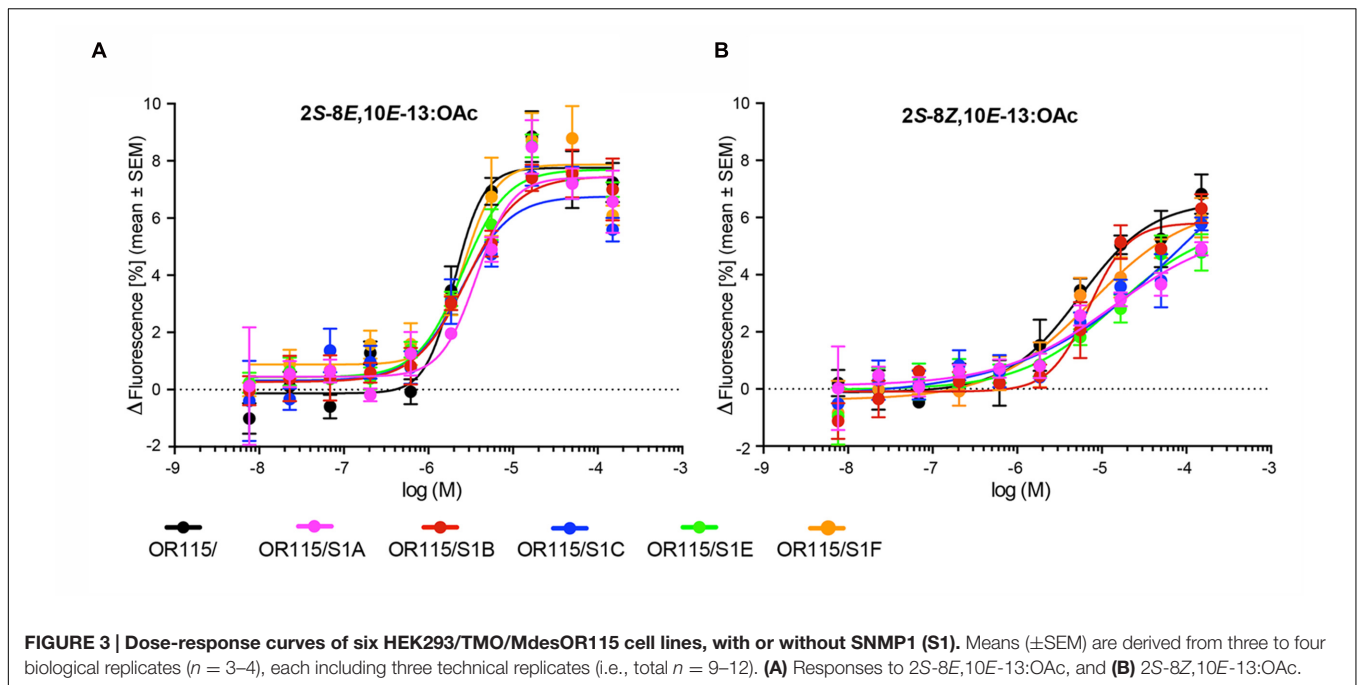 A
B
2S-8E,10E-13:OAc
2S-8Z,10E-13:OAc
Δ Fluorescence [%] (mean ± SEM)
10
8
6
4
2
0
-2
-9
-8
-7
-6
-5
-4
-3
log (M)
Δ Fluorescence [%] (mean ± SEM)
10
8
6
4
2
0
-2
-9
-8
-7
-6
-5
-4
-3
log (M)
OR115/
OR115/S1A
OR115/S1B
OR115/S1C
OR115/S1E
OR115/S1F
FIGURE 3 | Dose-response curves of six HEK293/TMO/MdesOR115 cell lines, with or without SNMP1 (S1). Means (±SEM) are derived from three to four
biological replicates (n = 3–4), each including three technical replicates (i.e., total n = 9–12). (A) Responses to 2S-8E,10E-13:OAc, and (B) 2S-8Z,10E-13:OAc.